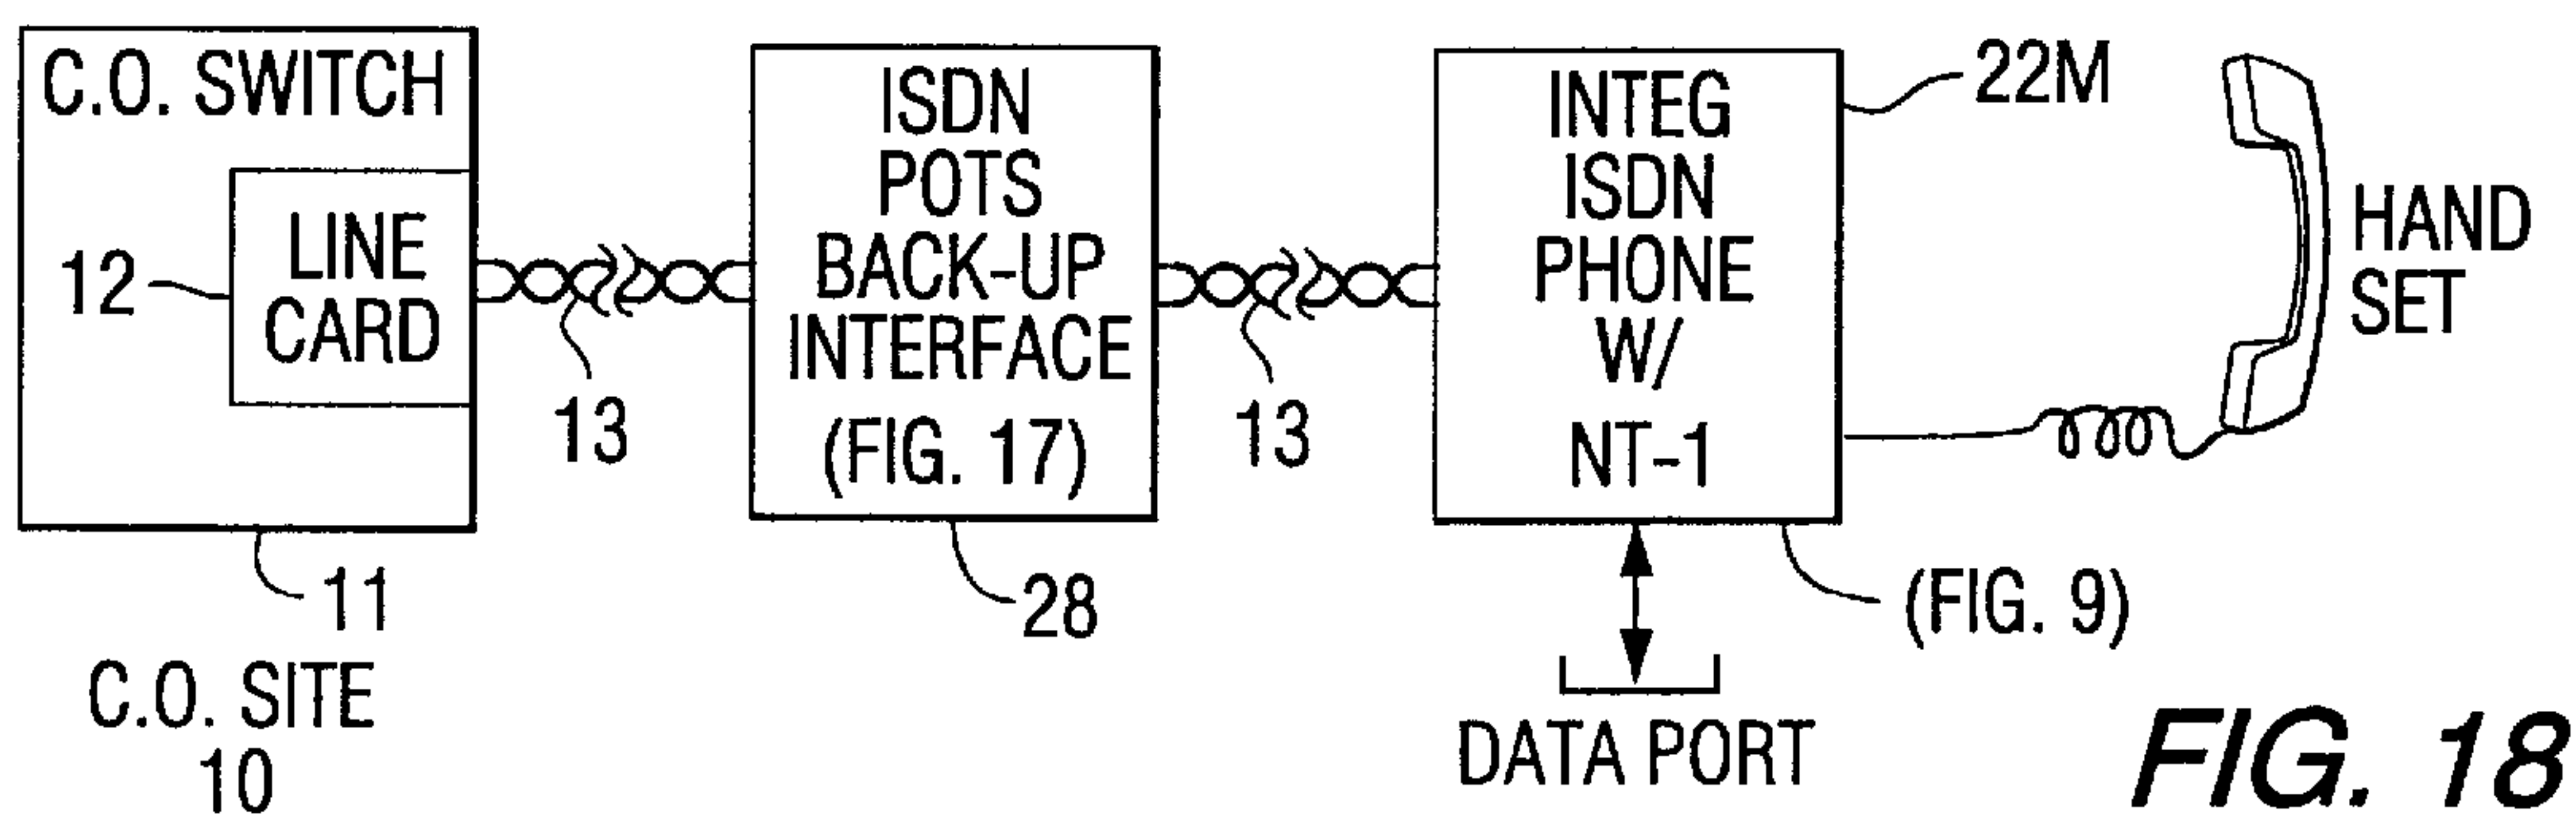 C.O. SWITCH
LINE
CARD
12
13
11
C.O. SITE
10
ISDN
POTS
BACK-UP
INTERFACE
(FIG. 17)
28
13
INTEG
ISDN
PHONE
W/
NT-1
22M
HAND
SET
(FIG. 9)
DATA PORT
FIG. 18